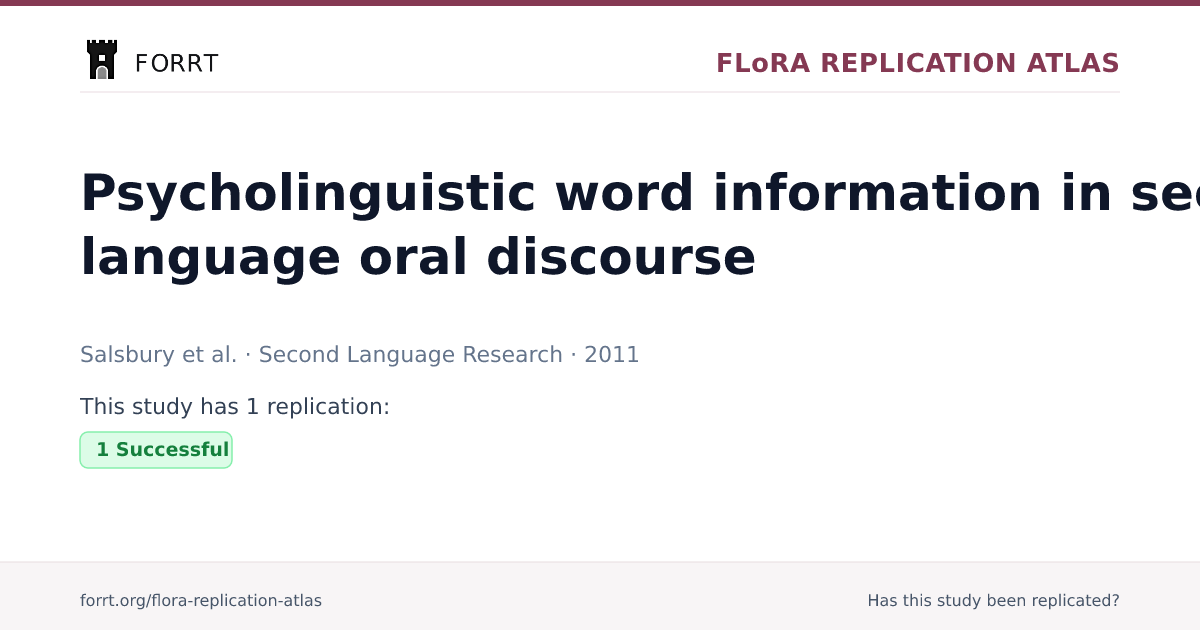 FORRT
FLoRA REPLICATION ATLAS
Psycholinguistic word information in
language oral discourse
Salsbury et al. · Second Language Research · 2011
This study has 1 replication:
1 Successful
forrt.org/flora-replication-atlas
Has this study been replicated?